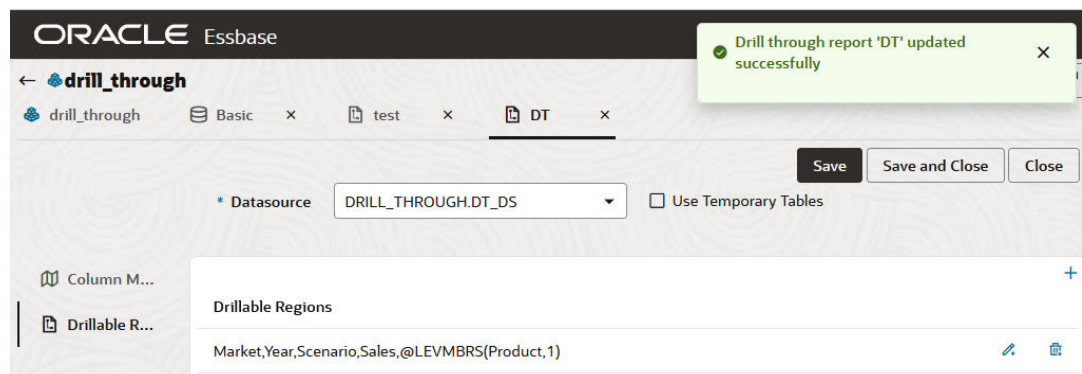 ORACLE Essbase
Drill through report 'DT' updated
successfully
drill_through
drill_through Basic test DT
Save Save and Close Close
* Datasource DRILL_THROUGH.DT_DS Use Temporary Tables
Column M...
Drillable Regions
Drillable R...
Market,Year,Scenario,Sales,@LEVMBRS(Product,1)